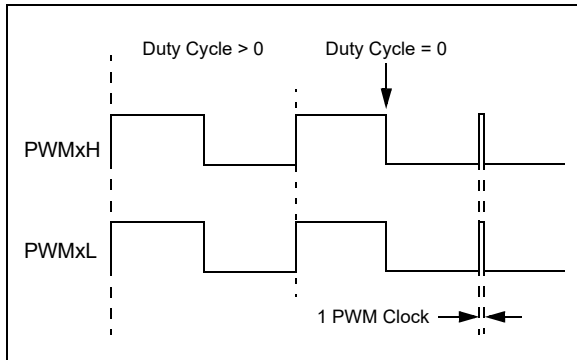 Duty Cycle > 0
Duty Cycle = 0
PWMxH
PWMxL
1 PWM Clock